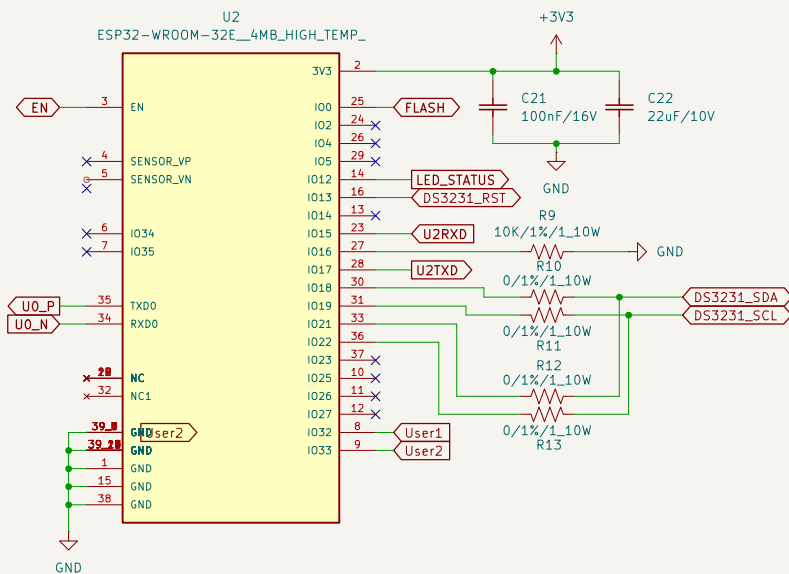 U2
ESP32-WROOM-32E__4MB_HIGH_TEMP_
+3V3
3V3
2
EN
3
EN
IO0
25
FLASH
C21
100nF/16V
C22
22uF/10V
IO2
24
IO4
26
4
SENSOR_VP
IO5
29
5
SENSOR_VN
IO12
14
LED_STATUS
GND
IO13
16
DS3231_RST
IO14
13
6
IO34
IO15
23
U2RXD
R9
10K/1%/1_10W
7
IO35
IO16
27
GND
IO17
28
U2TXD
R10
0/1%/1_10W
IO18
30
DS3231_SDA
U0_P
35
TXD0
IO19
31
DS3231_SCL
U0_N
34
RXD0
IO21
33
0/1%/1_10W
R11
IO22
36
IO23
37
R12
0/1%/1_10W
NC
IO25
10
32
NC1
IO26
11
IO27
12
GND
User2
IO32
8
User1
0/1%/1_10W
R13
GND
IO33
9
User2
1
GND
15
GND
38
GND
GND